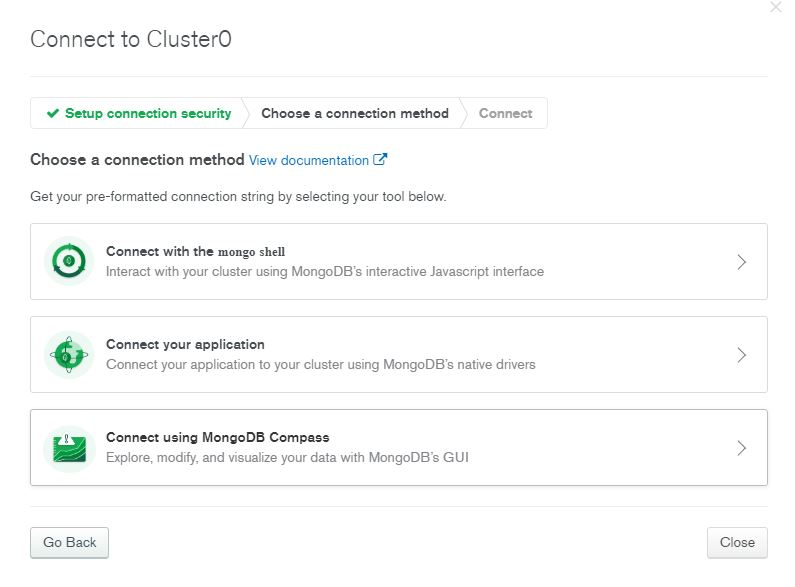 Connect to Cluster0
Setup connection security
Choose a connection method
Connect
Choose a connection method View documentation
Get your pre-formatted connection string by selecting your tool below.
Connect with the mongo shell
Interact with your cluster using MongoDB's interactive Javascript interface
Connect your application
Connect your application to your cluster using MongoDB's native drivers
Connect using MongoDB Compass
Explore, modify, and visualize your data with MongoDB's GUI
Go Back
Close